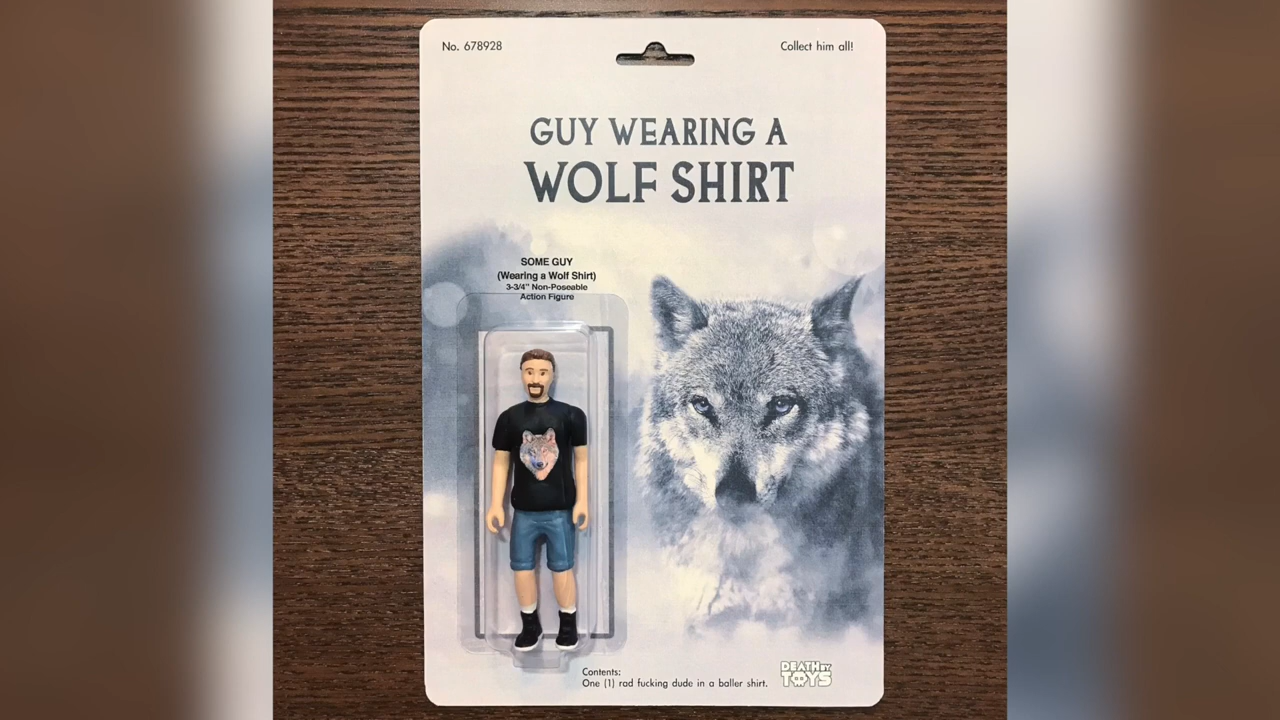 No. 678928
Collect him all!
GUY WEARING A
WOLF SHIRT
SOME GUY
(Wearing a Wolf Shirt)
3-3/4" Non-Poseable
Action Figure
Contents:
One (1) rad fucking dude in a baller shirt.
DEATH BY
TOYS